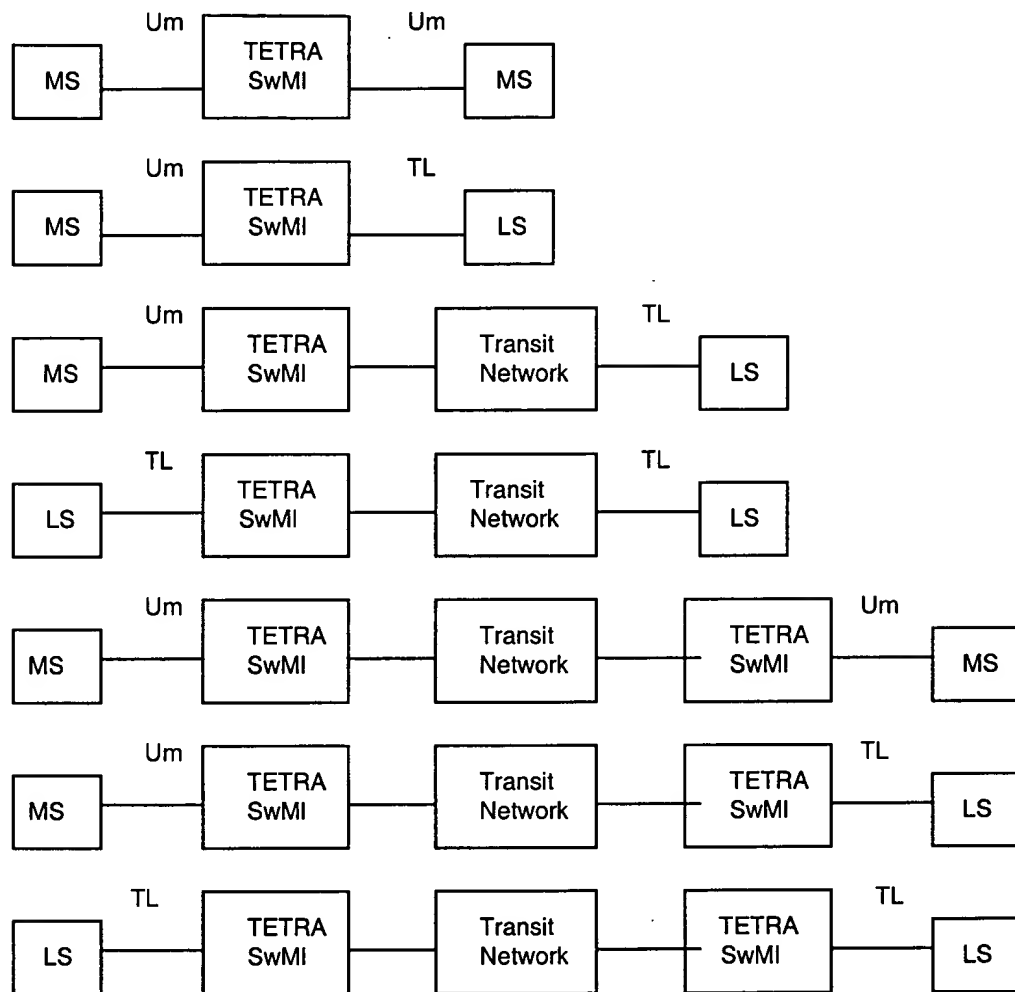 Um Um
MS TETRA SwMI MS
Um TL
MS TETRA SwMI LS
Um TL
MS TETRA SwMI Transit Network LS
TL TL
LS TETRA SwMI Transit Network LS
Um Um
MS TETRA SwMI Transit Network TETRA SwMI MS
Um TL
MS TETRA SwMI Transit Network TETRA SwMI LS
TL TL
LS TETRA SwMI Transit Network TETRA SwMI LS